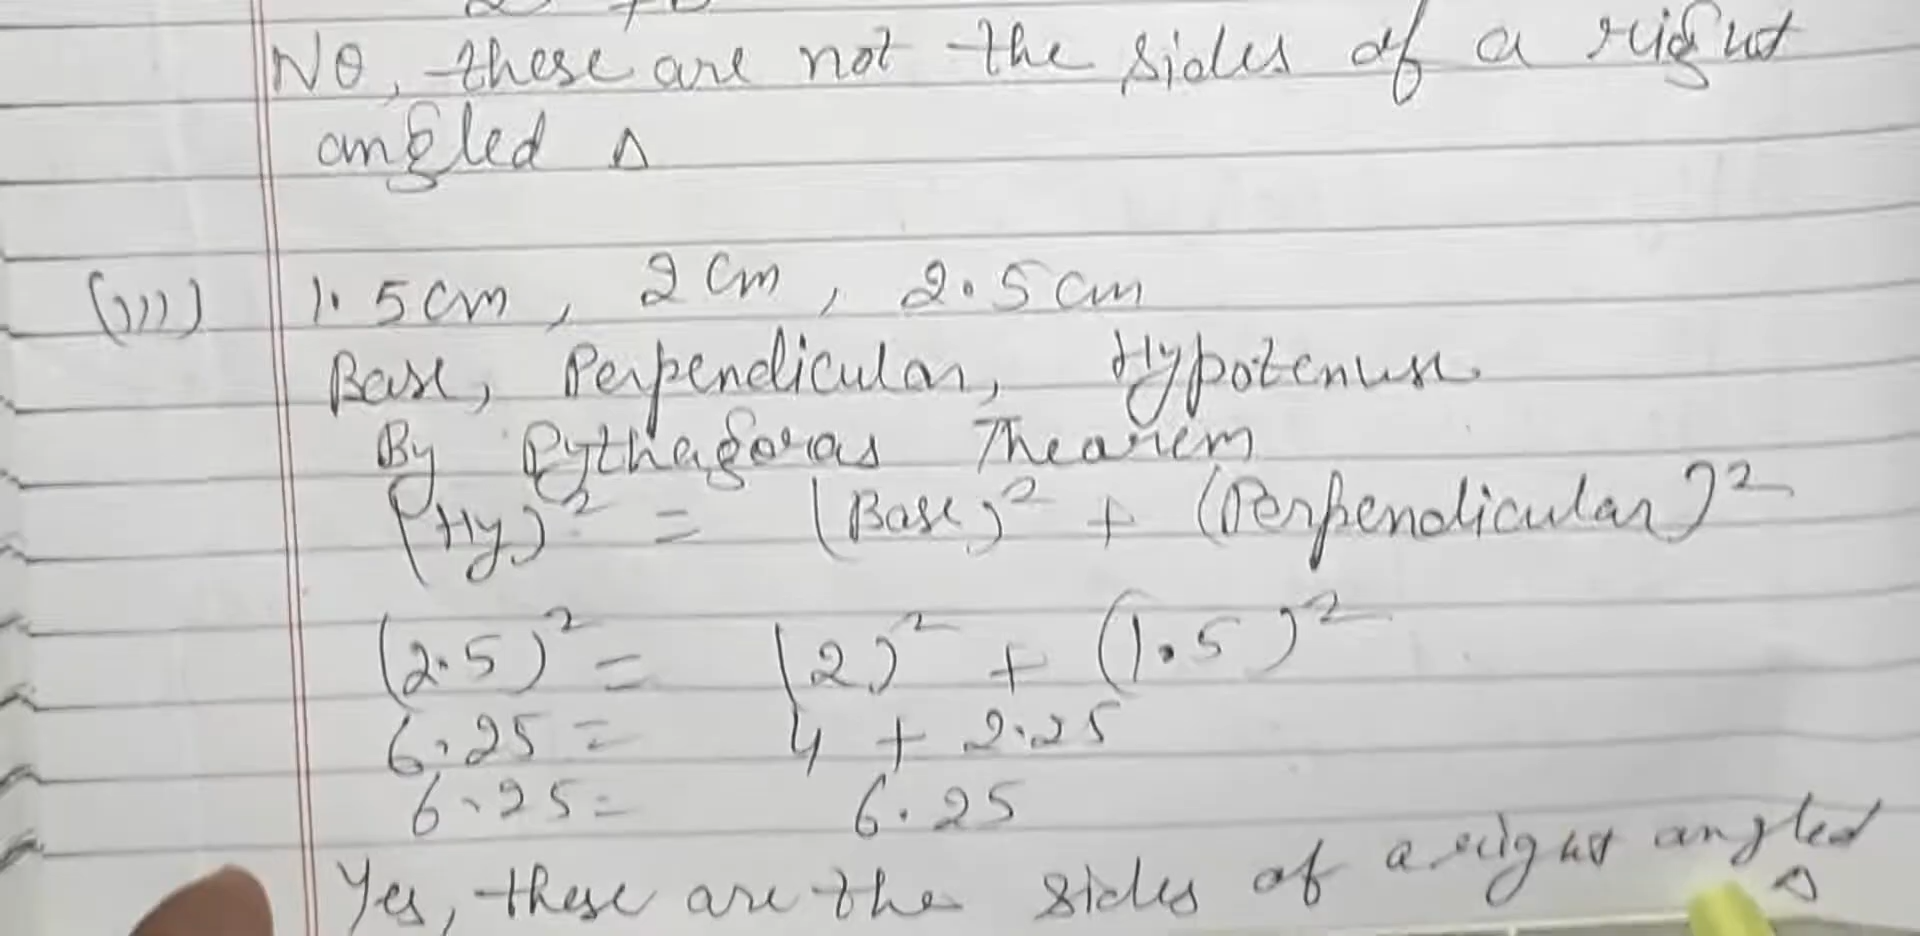 No, these are not the sides of a right
angled Δ
(iii) 1.5cm, 2cm, 2.5cm
Base, Perpendicular, Hypotenuse
By Pythagoras Thearem
(Hy)² = (Base)² + (Perpendicular)²
(2.5)² = (2)² + (1.5)²
6.25 = 4 + 2.25
6.25 = 6.25
Yes, these are the sides of a right angled Δ